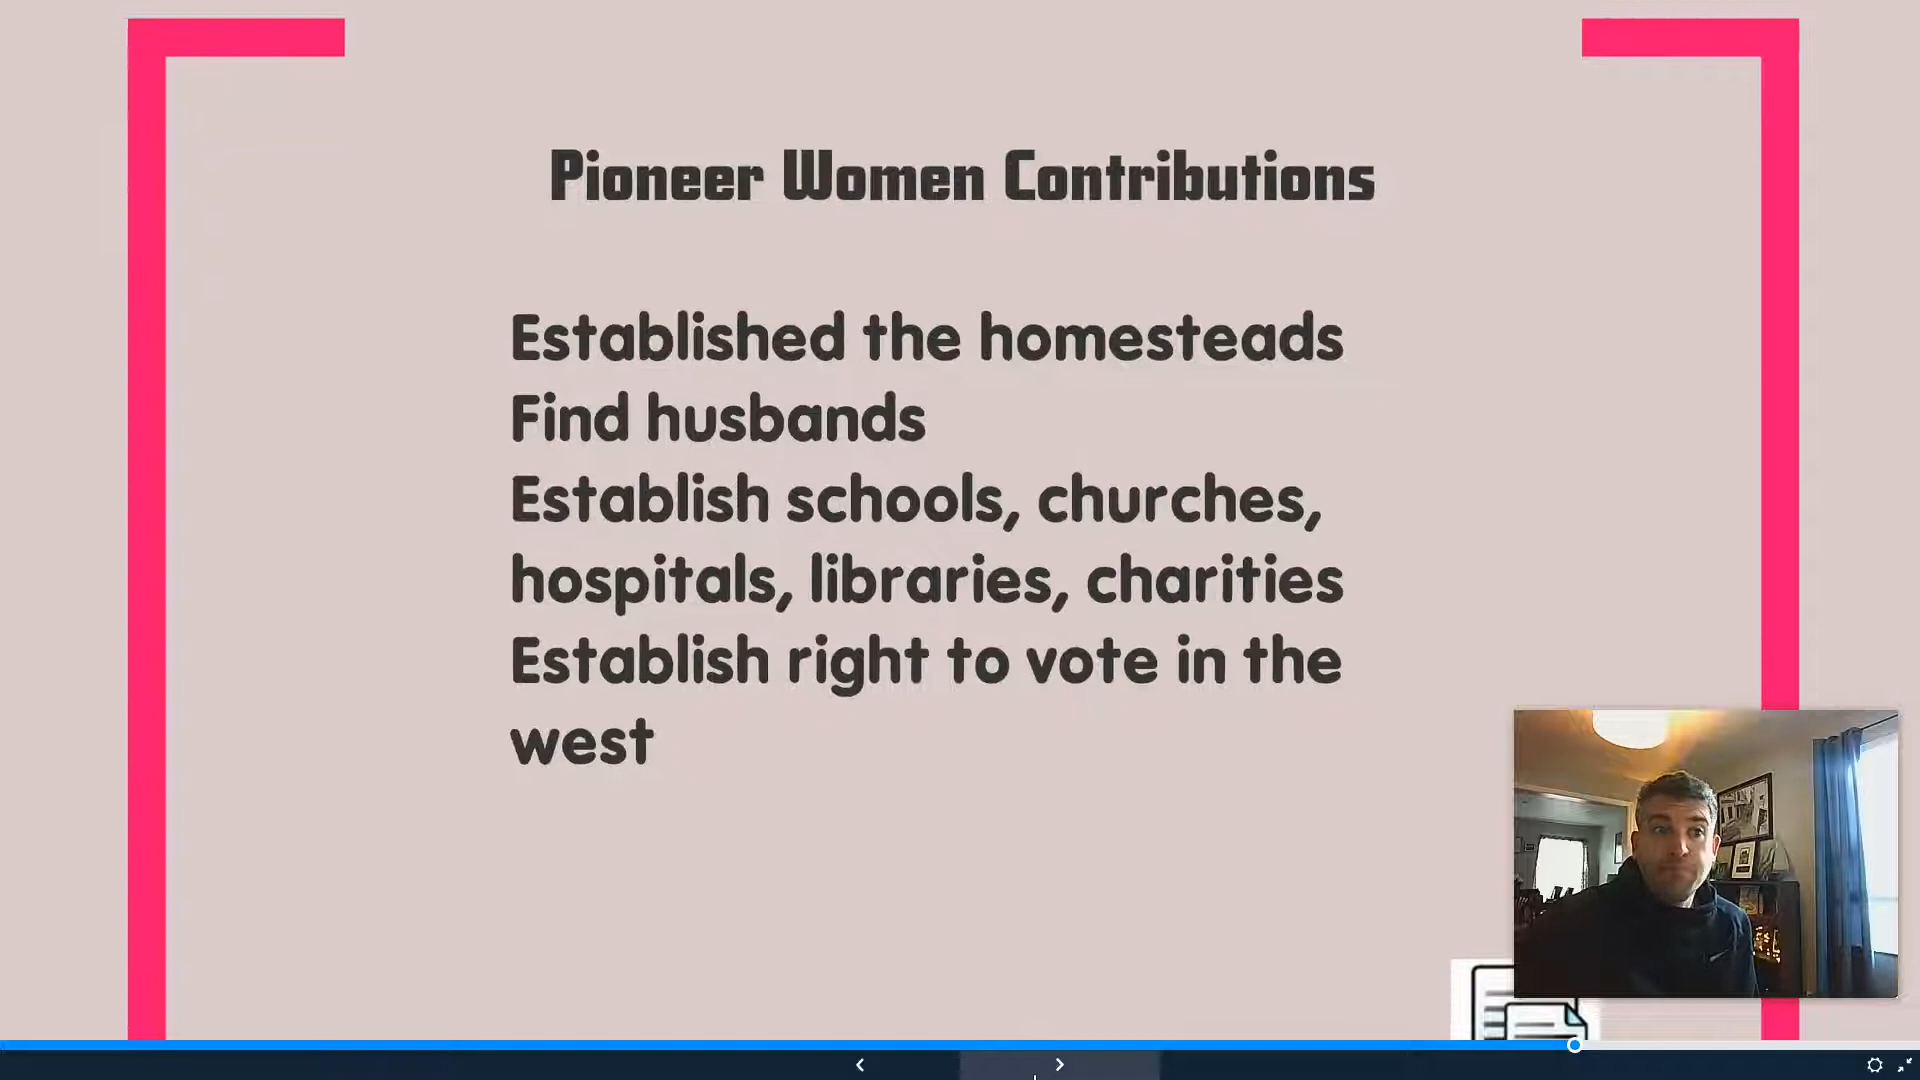 Pioneer Women Contributions
Established the homesteads
Find husbands
Establish schools, churches,
hospitals, libraries, charities
Establish right to vote in the
west